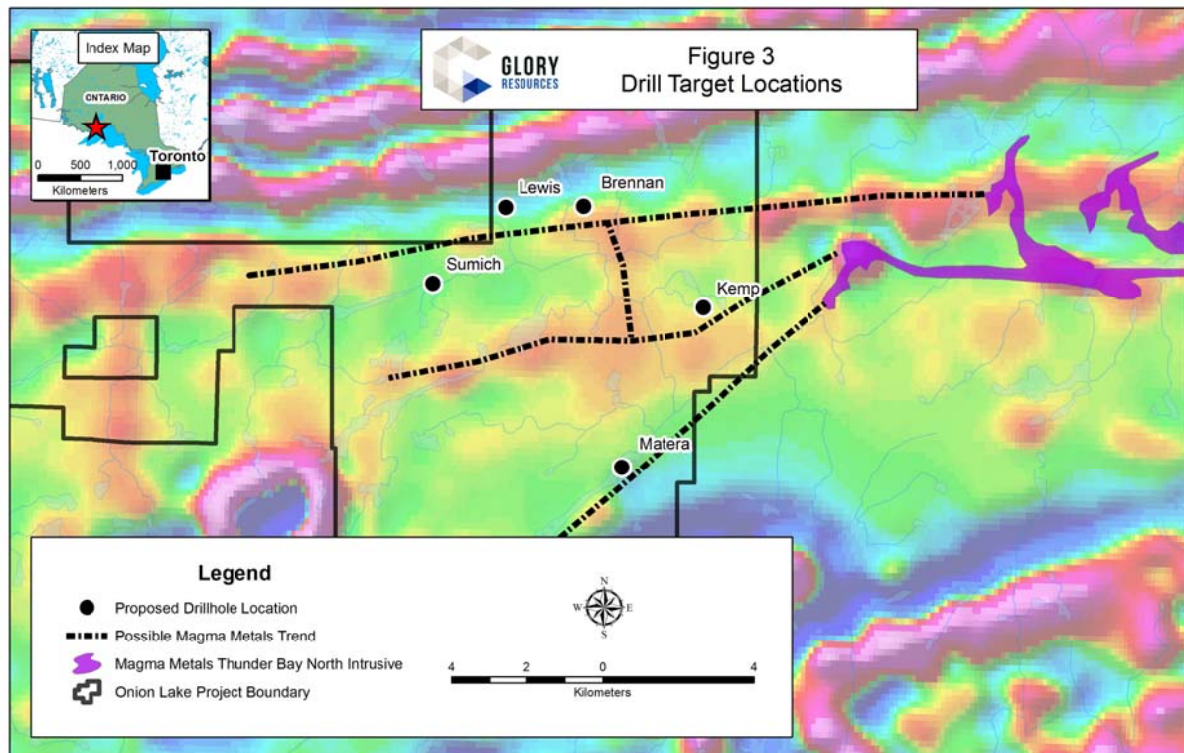 Index Map
CNTARIO
Toronto
0 500 1,000
Kilometers
GLORY
RESOURCES
Figure 3
Drill Target Locations
Lewis
Brennan
Sumich
Kemp
Matera
Legend
Proposed Drillhole Location
Possible Magma Metals Trend
Magma Metals Thunder Bay North Intrusive
Onion Lake Project Boundary
N
W E
S
4 2 0 4
Kilometers